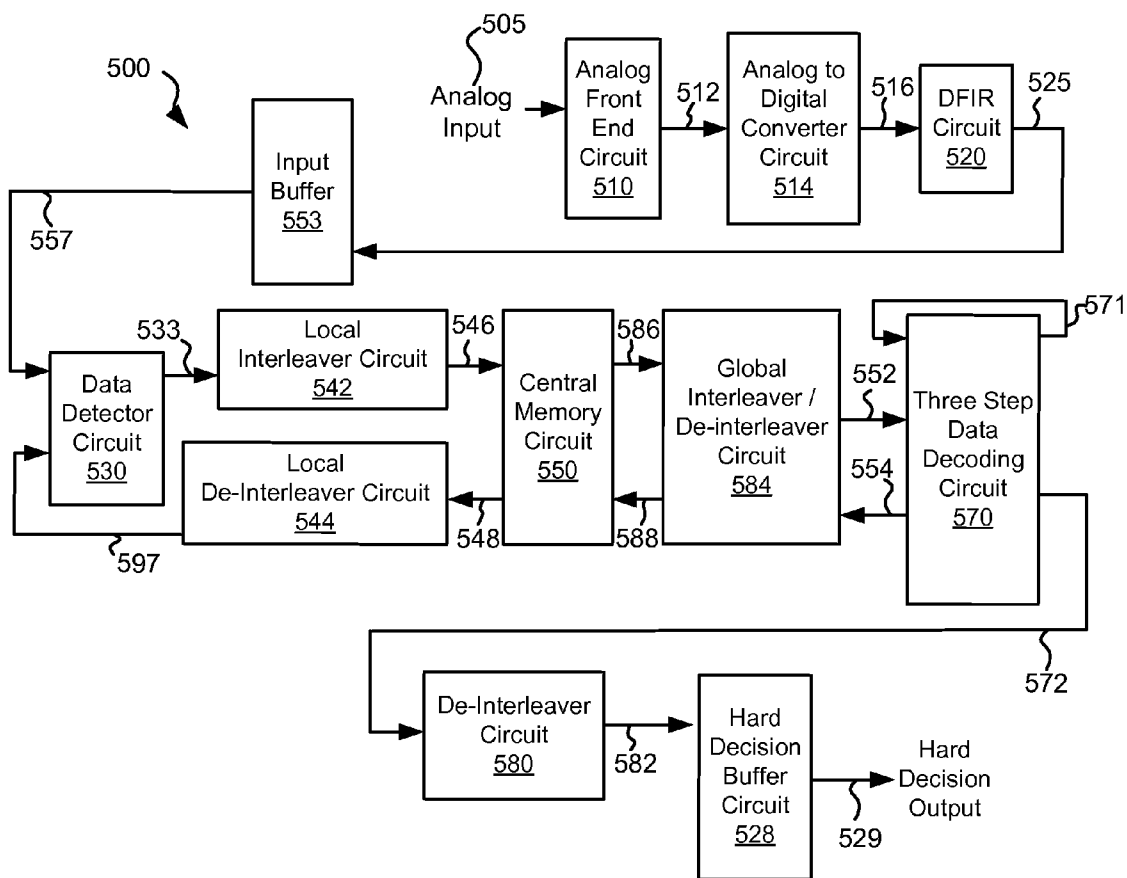 505
500
Analog
Input
Analog
Front
End
Circuit
510
512
Analog to
Digital
Converter
Circuit
514
516
DFIR
Circuit
520
525
Input
Buffer
553
557
533
Local
Interleaver Circuit
542
546
586
571
Data
Detector
Circuit
530
Central
Memory
Circuit
550
Global
Interleaver /
De-interleaver
Circuit
584
552
554
Three Step
Data
Decoding
Circuit
570
Local
De-Interleaver Circuit
544
548
588
597
572
De-Interleaver
Circuit
580
582
Hard
Decision
Buffer
Circuit
528
529
Hard
Decision
Output